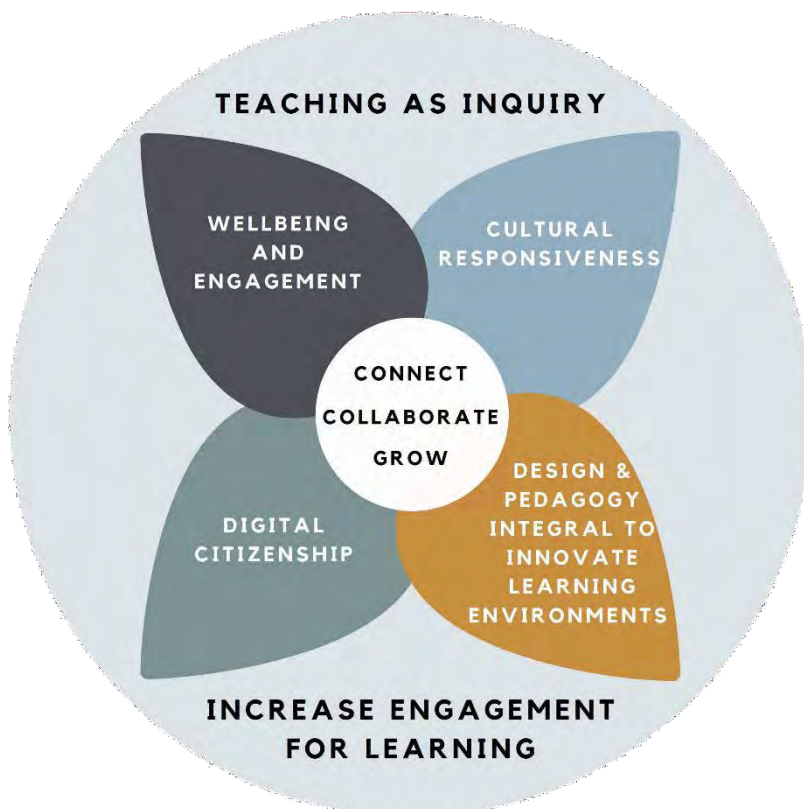 TEACHING AS INQUIRY
WELLBEING
AND
ENGAGEMENT
CULTURAL
RESPONSIVENESS
CONNECT
COLLABORATE
GROW
DIGITAL
CITIZENSHIP
DESIGN &
PEDAGOGY
INTEGRAL TO
INNOVATE
LEARNING
ENVIRONMENTS
INCREASE ENGAGEMENT
FOR LEARNING